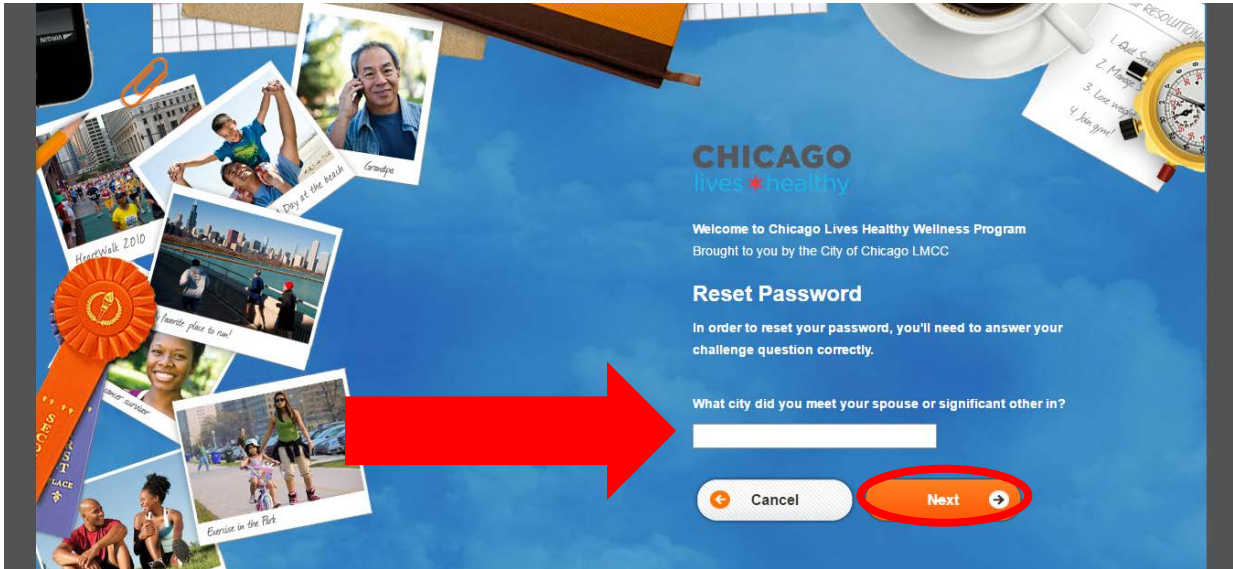 NOKIA
RESOLUTION
1. Quit
2. Manage
3. Lose weight
4. Join gym!
Grandpa
Day at the beach
HeartWalk 2010
favorite place to run!
cancer survivor
SECO
ST
PLACE
Exercise in the Park
CHICAGO
lives*healthy
Welcome to Chicago Lives Healthy Wellness Program
Brought to you by the City of Chicago LMCC
Reset Password
In order to reset your password, you'll need to answer your
challenge question correctly.
What city did you meet your spouse or significant other in?
Cancel
Next